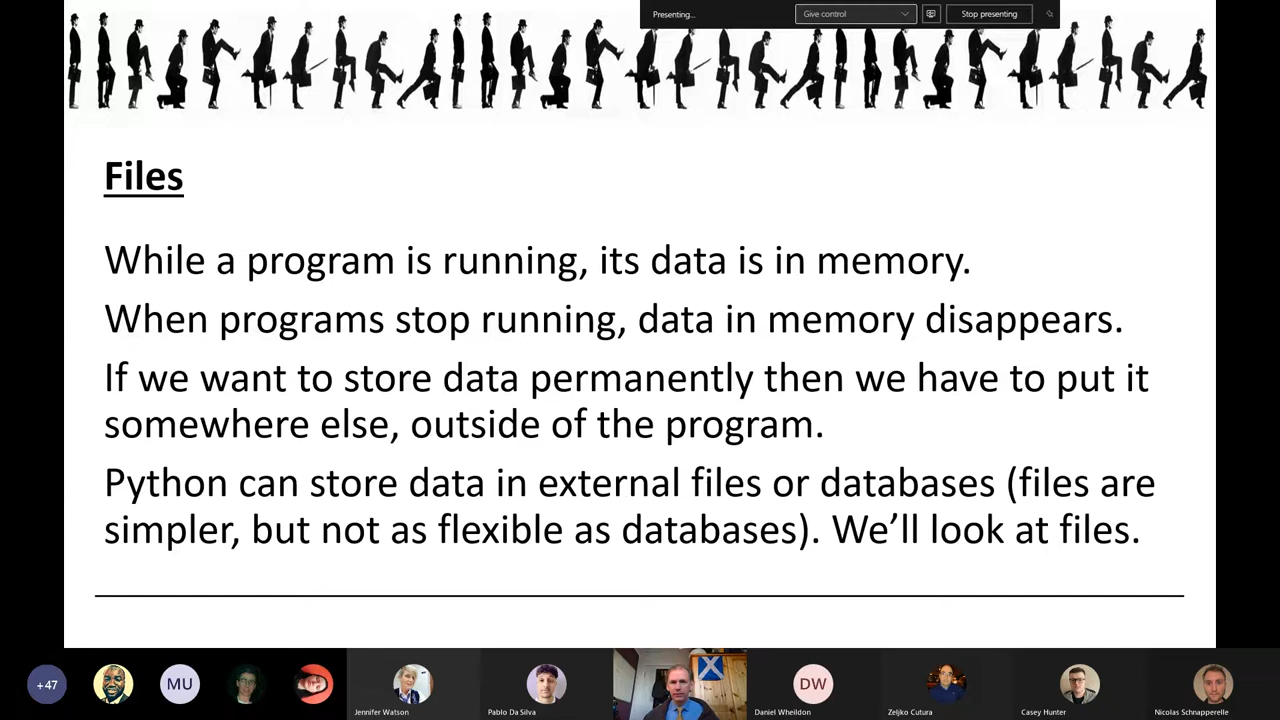 Presenting...
Give control
Stop presenting
Files
While a program is running, its data is in memory.
When programs stop running, data in memory disappears.
If we want to store data permanently then we have to put it
somewhere else, outside of the program.
Python can store data in external files or databases (files are
simpler, but not as flexible as databases). We’ll look at files.
+47
MU
DW
Jennifer Watson
Pablo Da Silva
Daniel Wheildon
Zeljko Cutura
Casey Hunter
Nicolas Schnapperelle